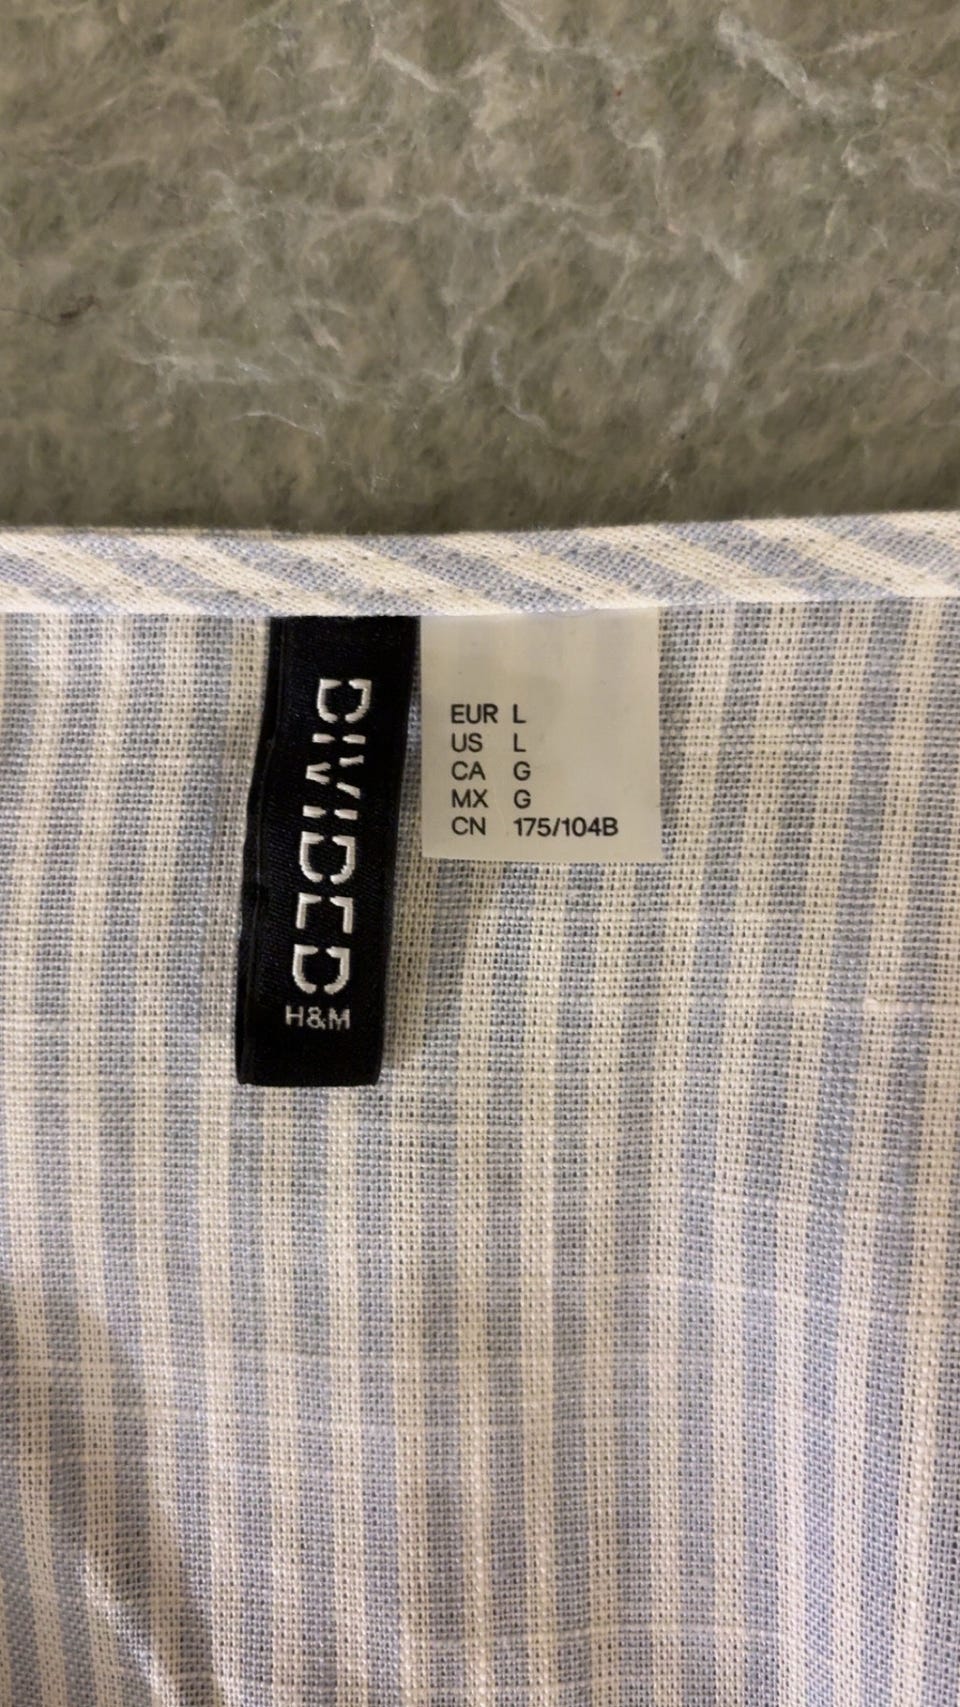 DIVIDED
H&M
EUR L
US L
CA G
MX G
CN 175/104B